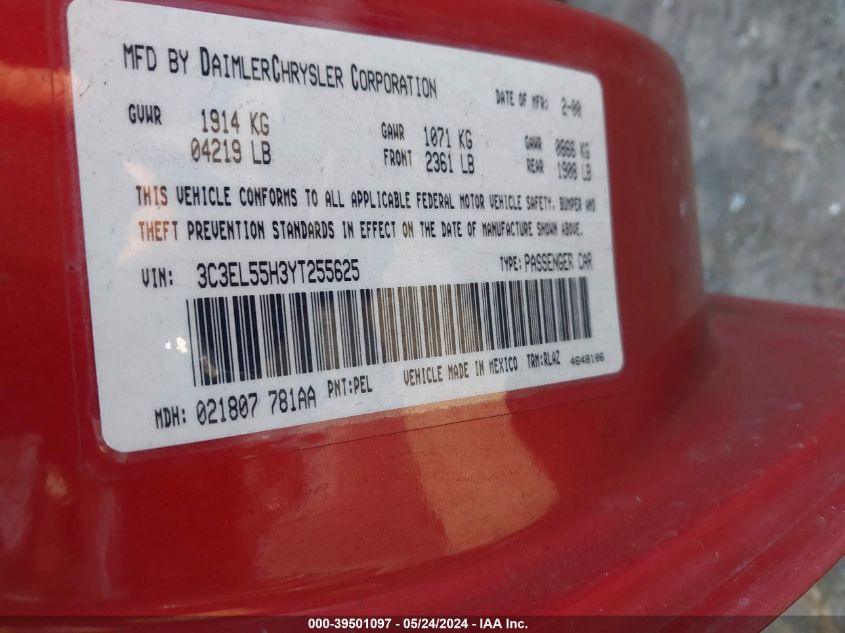 MFD BY DAIMLERCHRYSLER CORPORATION DATE OF MFR: 2-00
GVWR 1914 KG GAWR 1071 KG GAWR 0866 KG
04219 LB FRONT 2361 LB REAR 1908 LB
THIS VEHICLE CONFORMS TO ALL APPLICABLE FEDERAL MOTOR VEHICLE SAFETY, BUMPER AND
THEFT PREVENTION STANDARDS IN EFFECT ON THE DATE OF MANUFACTURE SHOWN ABOVE.
VIN: 3C3EL55H3YT255625 TYPE: PASSENGER CAR
MDH: 021807 781AA PNT:PEL VEHICLE MADE IN MEXICO TRM:RLAZ 4648106
000-39501097 - 05/24/2024 - IAA Inc.